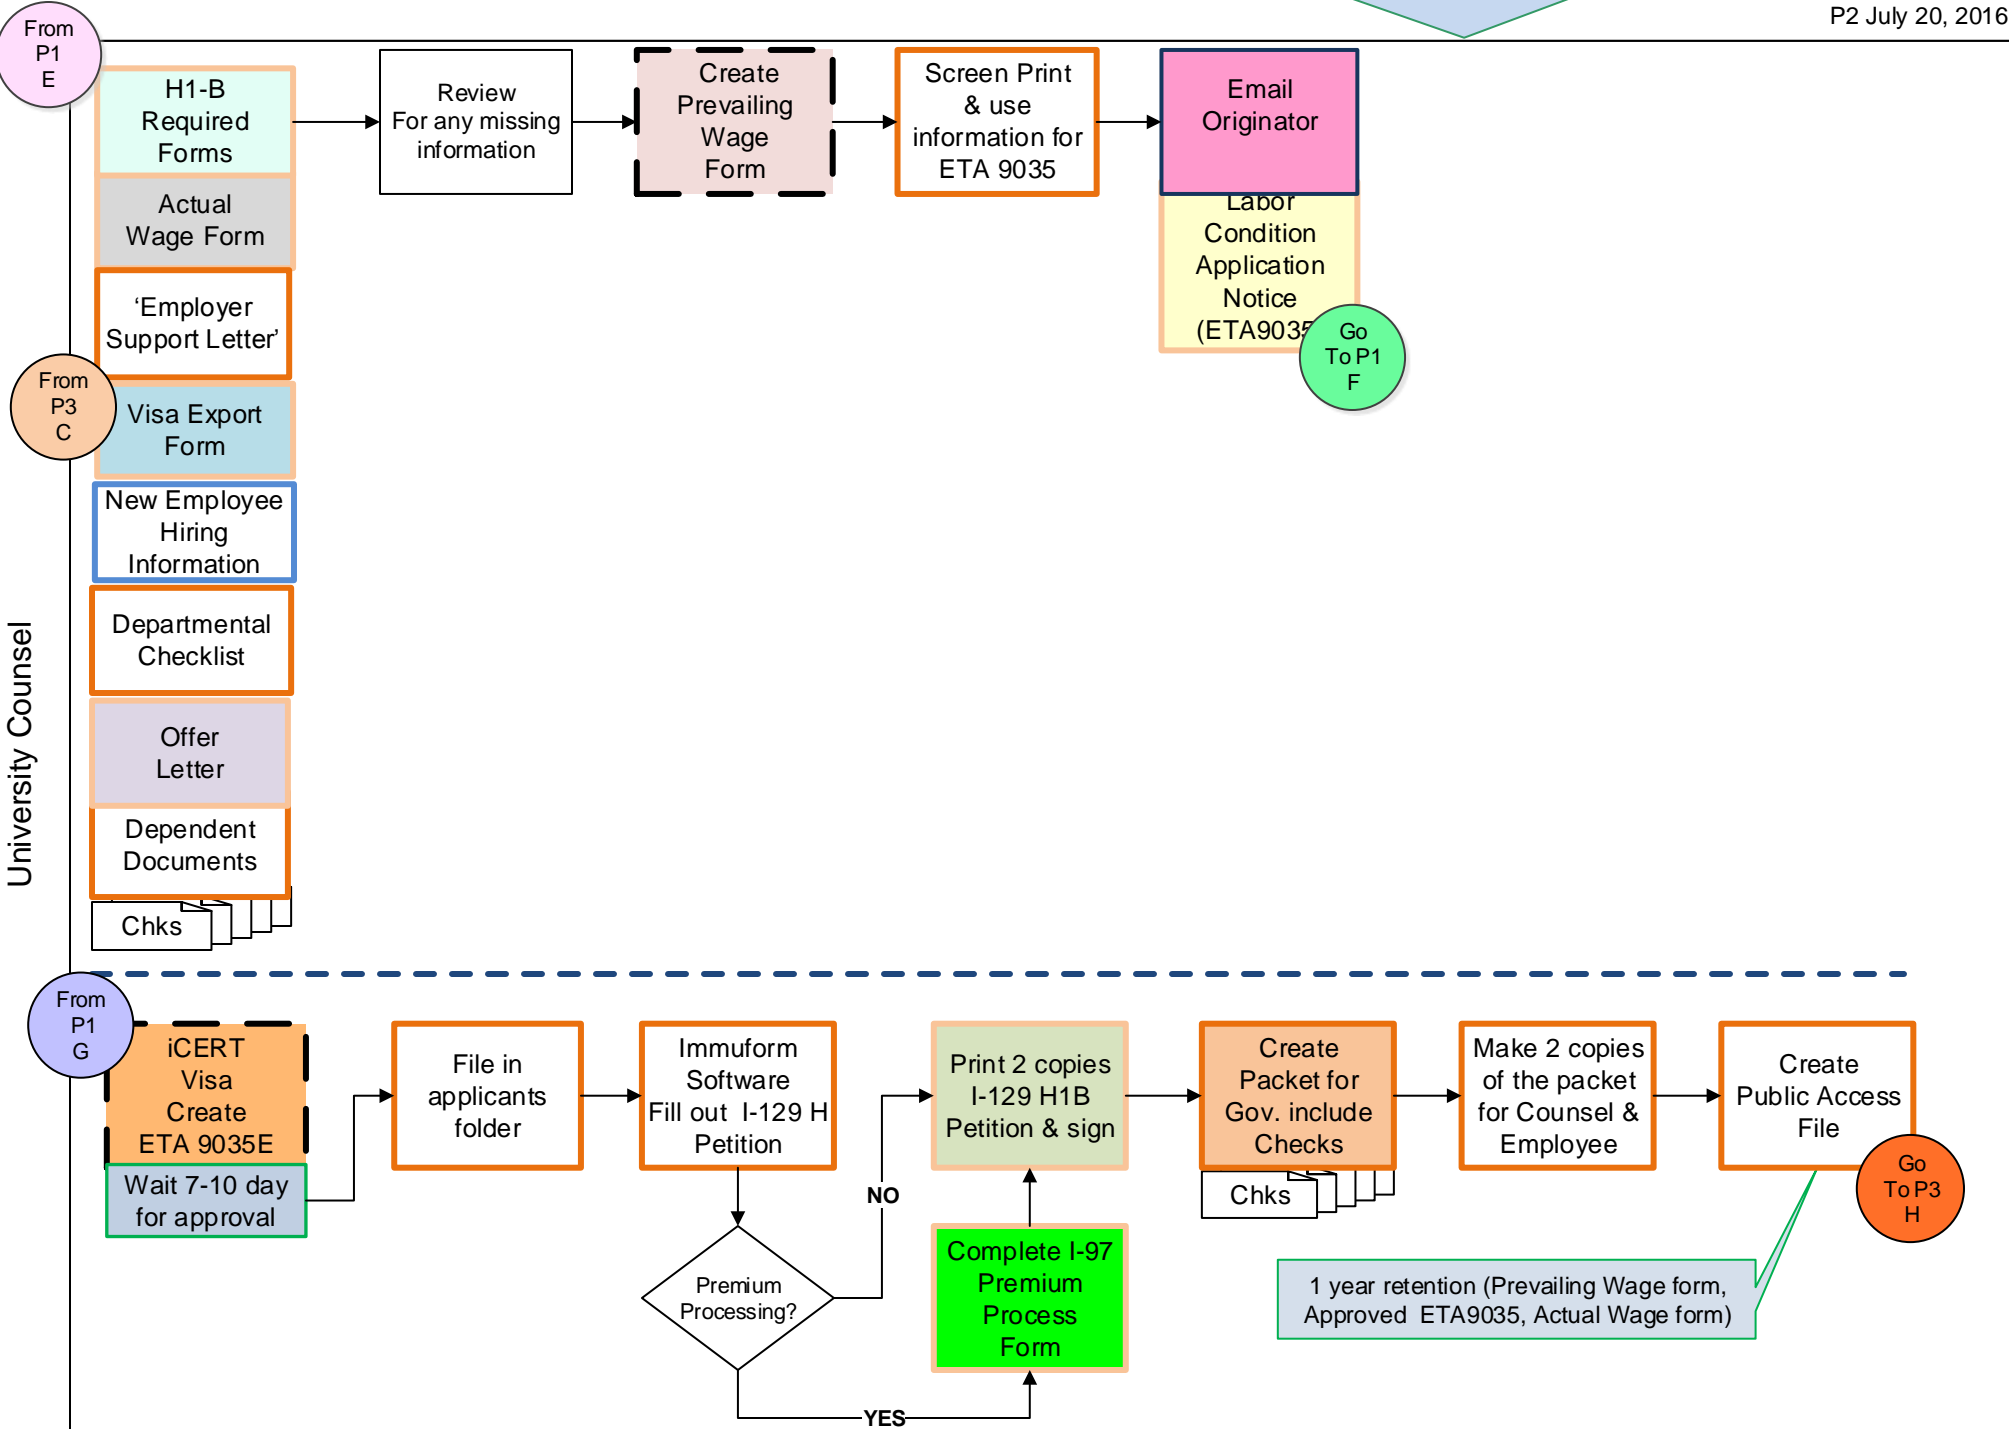 P2 July 20, 2016
From
P1
E
H1-B
Required
Forms
Review
For any missing
information
Create
Prevailing
Wage
Form
Screen Print
& use
information for
ETA 9035
Email
Originator
Actual
Wage Form
Labor
Condition
Application
Notice
(ETA9035
Go
To P1
F
‘Employer
Support Letter’
From
P3
C
Visa Export
Form
New Employee
Hiring
Information
Departmental
Checklist
University Counsel
Offer
Letter
Dependent
Documents
Chks
From
P1
G
iCERT
Visa
Create
ETA 9035E
Wait 7-10 day
for approval
File in
applicants
folder
Immuform
Software
Fill out I-129 H
Petition
Premium
Processing?
NO
YES
Print 2 copies
I-129 H1B
Petition & sign
Complete I-97
Premium
Process
Form
Create
Packet for
Gov. include
Checks
Chks
Make 2 copies
of the packet
for Counsel &
Employee
Create
Public Access
File
Go
To P3
H
1 year retention (Prevailing Wage form,
Approved ETA9035, Actual Wage form)